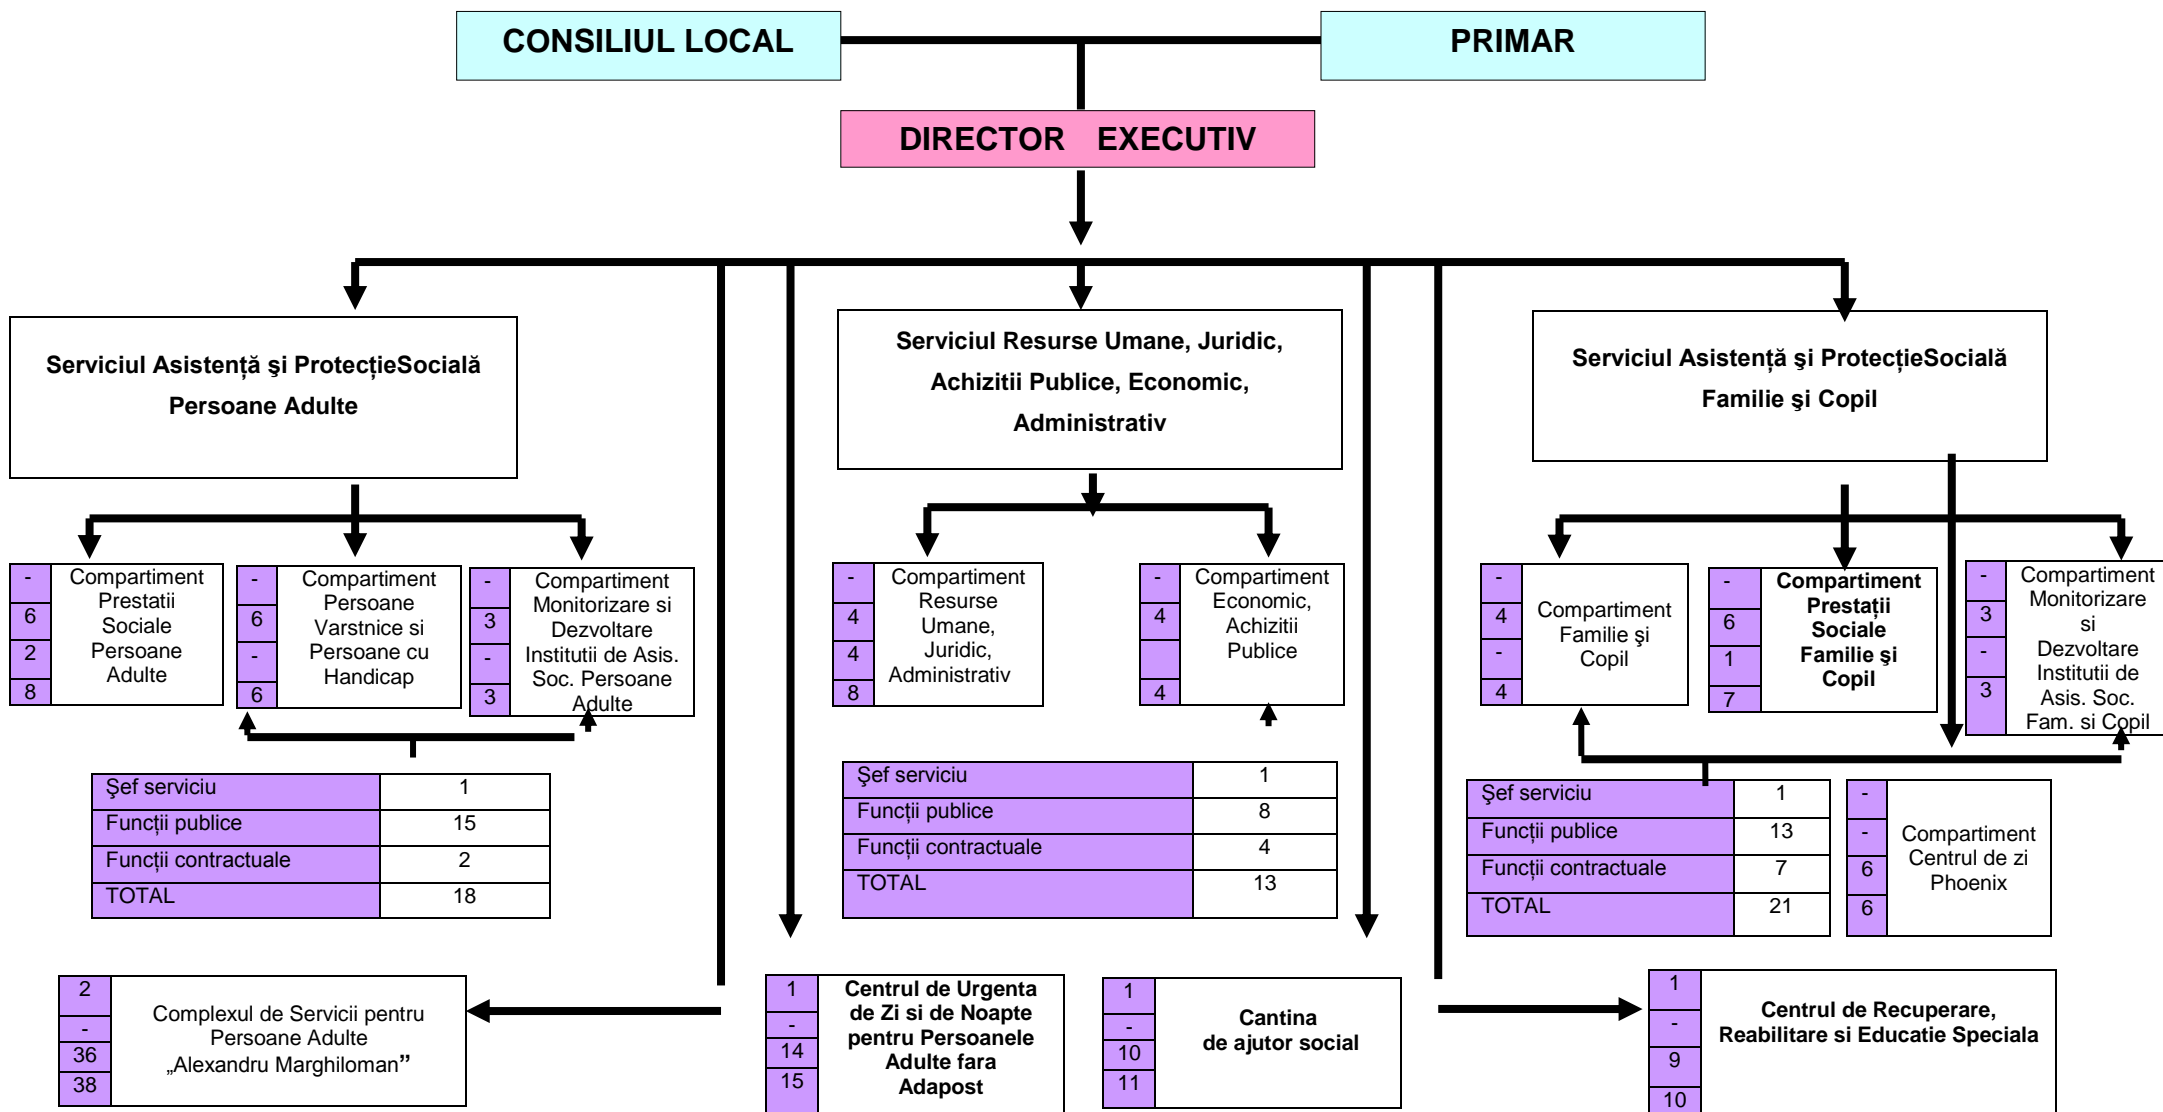 CONSILIUL LOCAL
PRIMAR
DIRECTOR EXECUTIV
Serviciul Asistență şi ProtecțieSocială
Persoane Adulte
Serviciul Resurse Umane, Juridic,
Achizitii Publice, Economic,
Administrativ
Serviciul Asistență şi ProtecțieSocială
Familie şi Copil
-
6
2
8
Compartiment
Prestatii
Sociale
Persoane
Adulte
-
6
-
6
Compartiment
Persoane
Varstnice si
Persoane cu
Handicap
-
3
-
3
Compartiment
Monitorizare si
Dezvoltare
Institutii de Asis.
Soc. Persoane
Adulte
-
4
4
8
Compartiment
Resurse
Umane,
Juridic,
Administrativ
-
4
4
Compartiment
Economic,
Achizitii
Publice
-
4
-
4
Compartiment
Familie şi
Copil
-
6
1
7
Compartiment
Prestații
Sociale
Familie şi
Copil
-
3
-
3
Compartiment
Monitorizare
si
Dezvoltare
Institutii de
Asis. Soc.
Fam. si Copil
Şef serviciu 1
Funcții publice 15
Funcții contractuale 2
TOTAL 18
Şef serviciu 1
Funcții publice 8
Funcții contractuale 4
TOTAL 13
Şef serviciu 1
Funcții publice 13
Funcții contractuale 7
TOTAL 21
-
-
6
6
Compartiment
Centrul de zi
Phoenix
2
-
36
38
Complexul de Servicii pentru
Persoane Adulte
„Alexandru Marghiloman”
1
-
14
15
Centrul de Urgenta
de Zi si de Noapte
pentru Persoanele
Adulte fara
Adapost
1
-
10
11
Cantina
de ajutor social
1
-
9
10
Centrul de Recuperare,
Reabilitare si Educatie Speciala